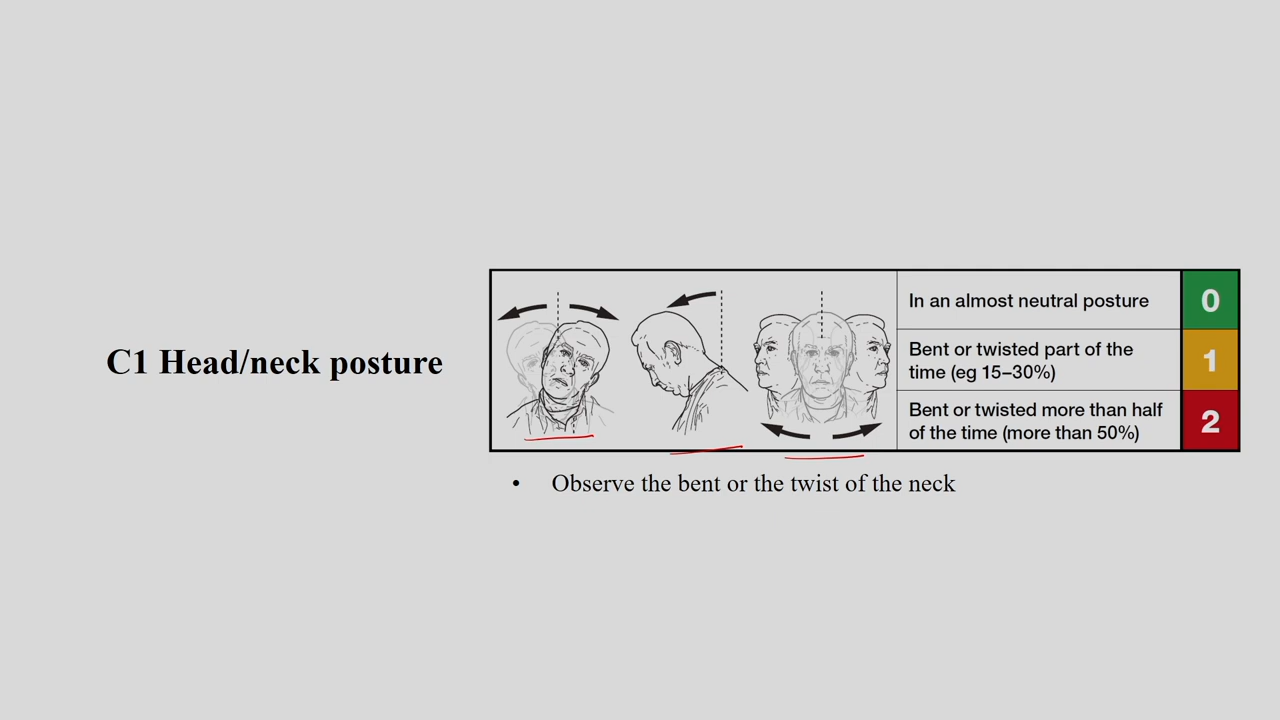 C1 Head/neck posture
In an almost neutral posture
0
Bent or twisted part of the
time (eg 15–30%)
1
Bent or twisted more than half
of the time (more than 50%)
2
• Observe the bent or the twist of the neck